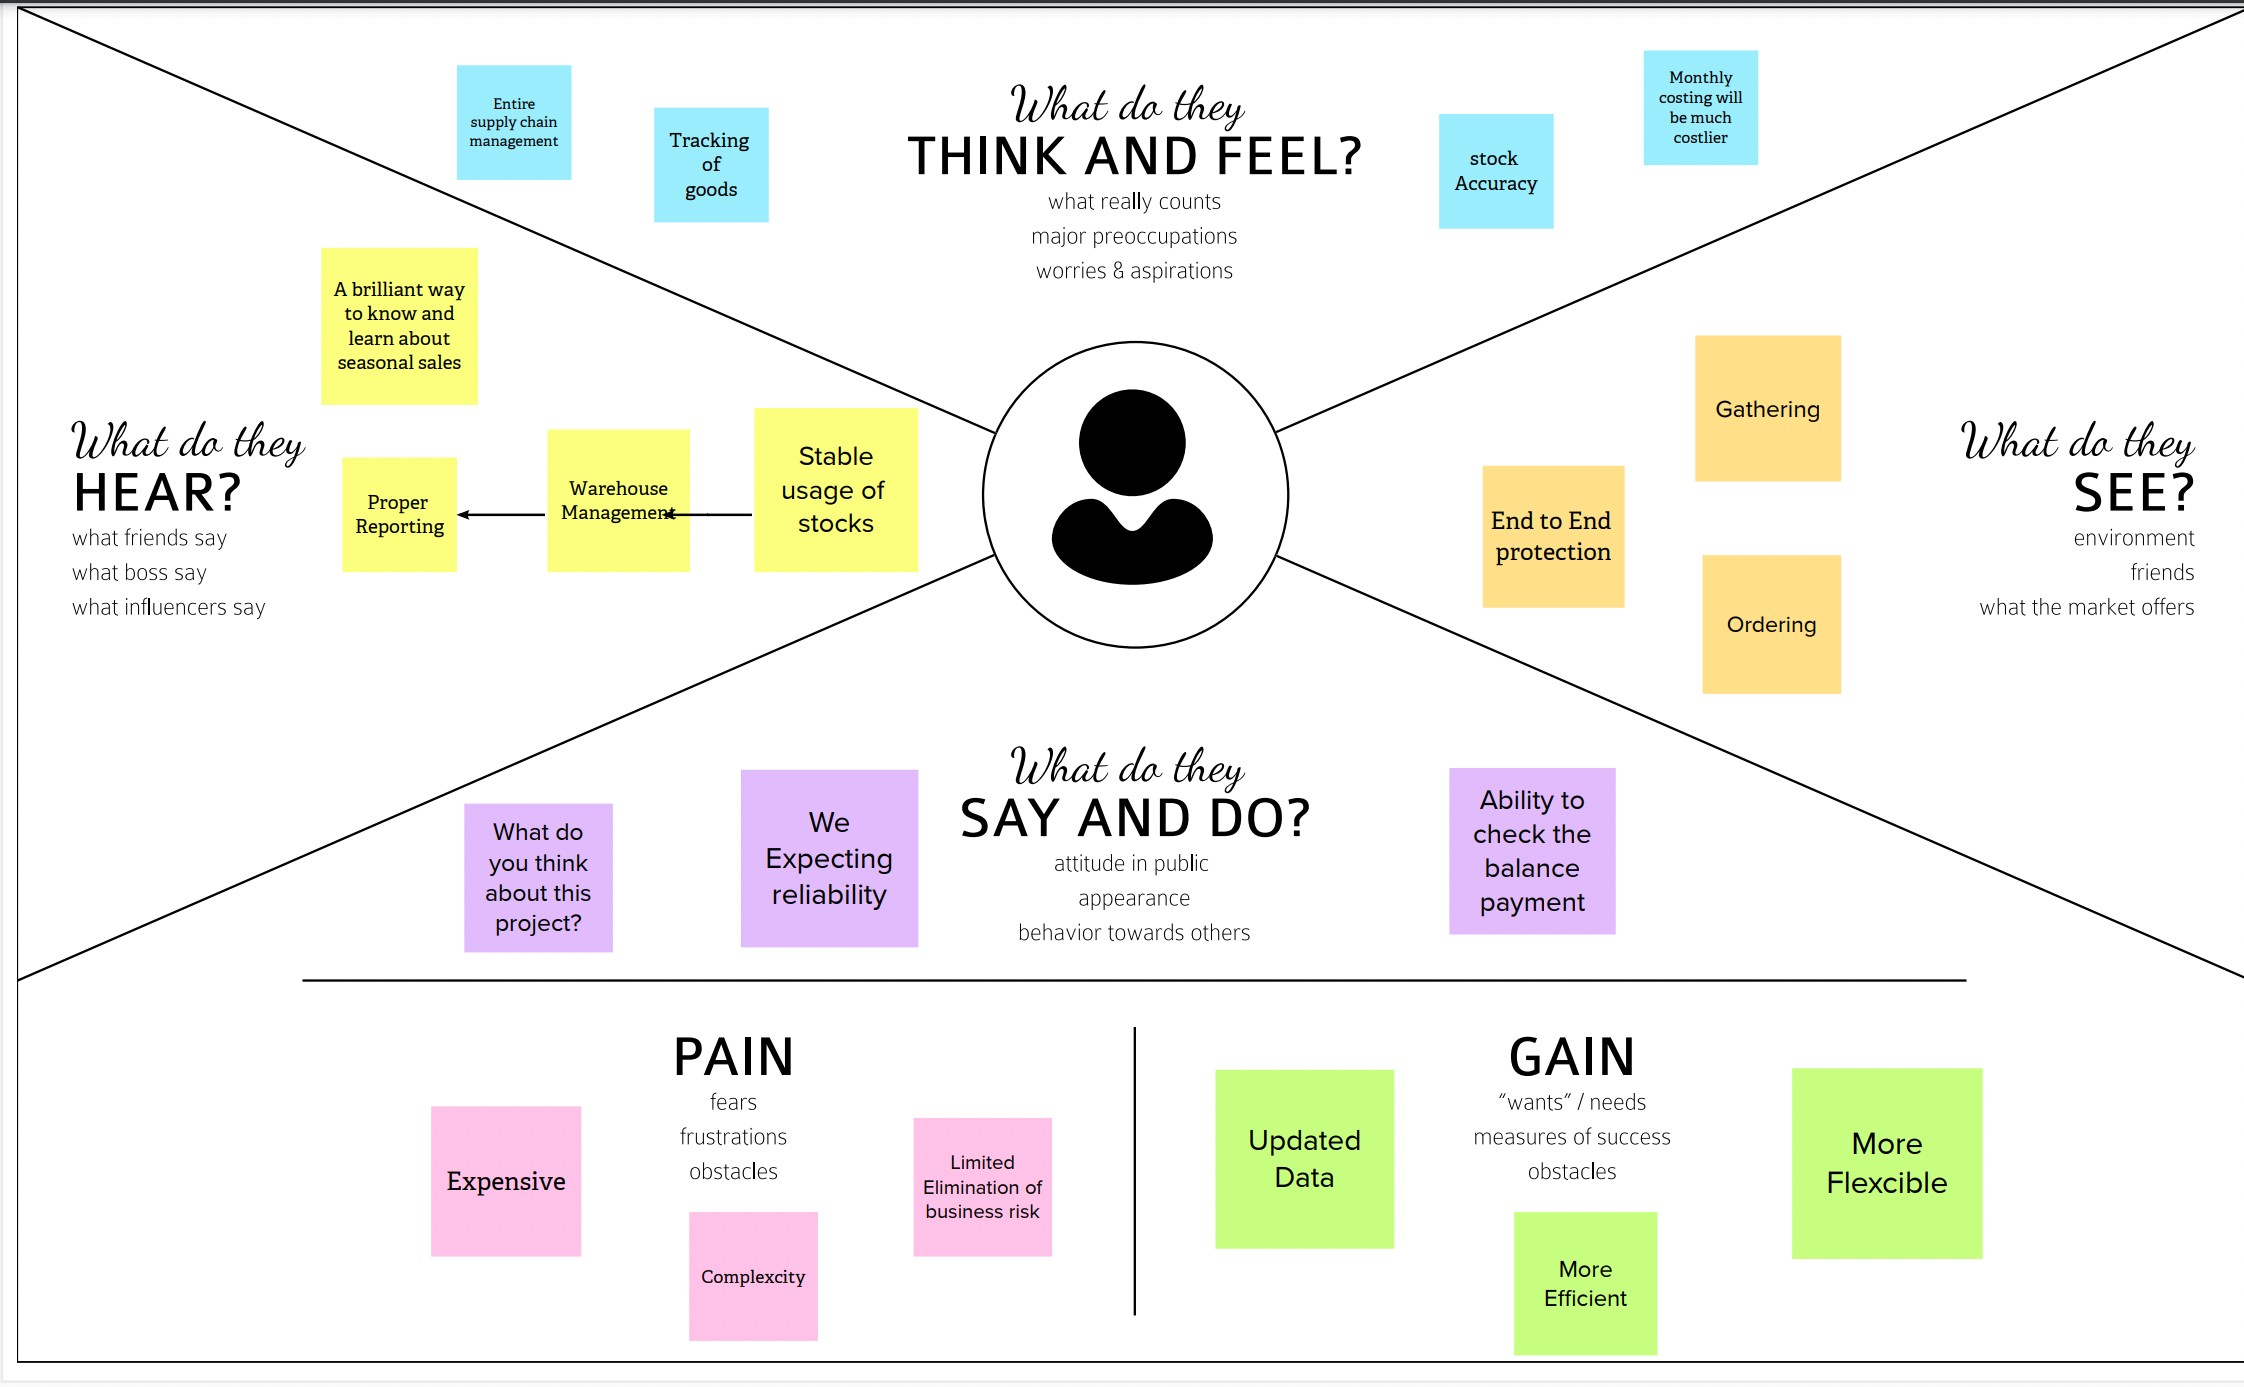 What do they
THINK AND FEEL?
what really counts
major preoccupations
worries & aspirations
Entire
supply chain
management
Tracking
of
goods
stock
Accuracy
Monthly
costing will
be much
costlier
What do they
HEAR?
what friends say
what boss say
what influencers say
A brilliant way
to know and
learn about
seasonal sales
Proper
Reporting
Warehouse
Management
Stable
usage of
stocks
What do they
SEE?
environment
friends
what the market offers
Gathering
End to End
protection
Ordering
What do they
SAY AND DO?
attitude in public
appearance
behavior towards others
What do
you think
about this
project?
We
Expecting
reliability
Ability to
check the
balance
payment
PAIN
fears
frustrations
obstacles
Expensive
Complexcity
Limited
Elimination of
business risk
GAIN
“wants” / needs
measures of success
obstacles
Updated
Data
More
Efficient
More
Flexcible